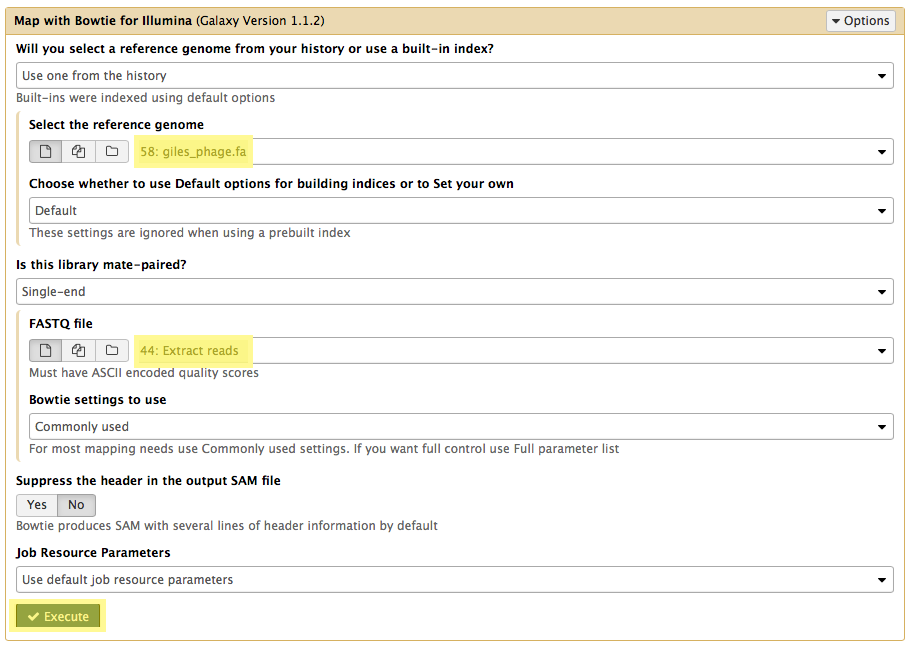 Map with Bowtie for Illumina (Galaxy Version 1.1.2)
Options
Will you select a reference genome from your history or use a built-in index?
Use one from the history
Built-ins were indexed using default options
Select the reference genome
58: giles_phage.fa
Choose whether to use Default options for building indices or to Set your own
Default
These settings are ignored when using a prebuilt index
Is this library mate-paired?
Single-end
FASTQ file
44: Extract reads
Must have ASCII encoded quality scores
Bowtie settings to use
Commonly used
For most mapping needs use Commonly used settings. If you want full control use Full parameter list
Suppress the header in the output SAM file
Yes No
Bowtie produces SAM with several lines of header information by default
Job Resource Parameters
Use default job resource parameters
Execute